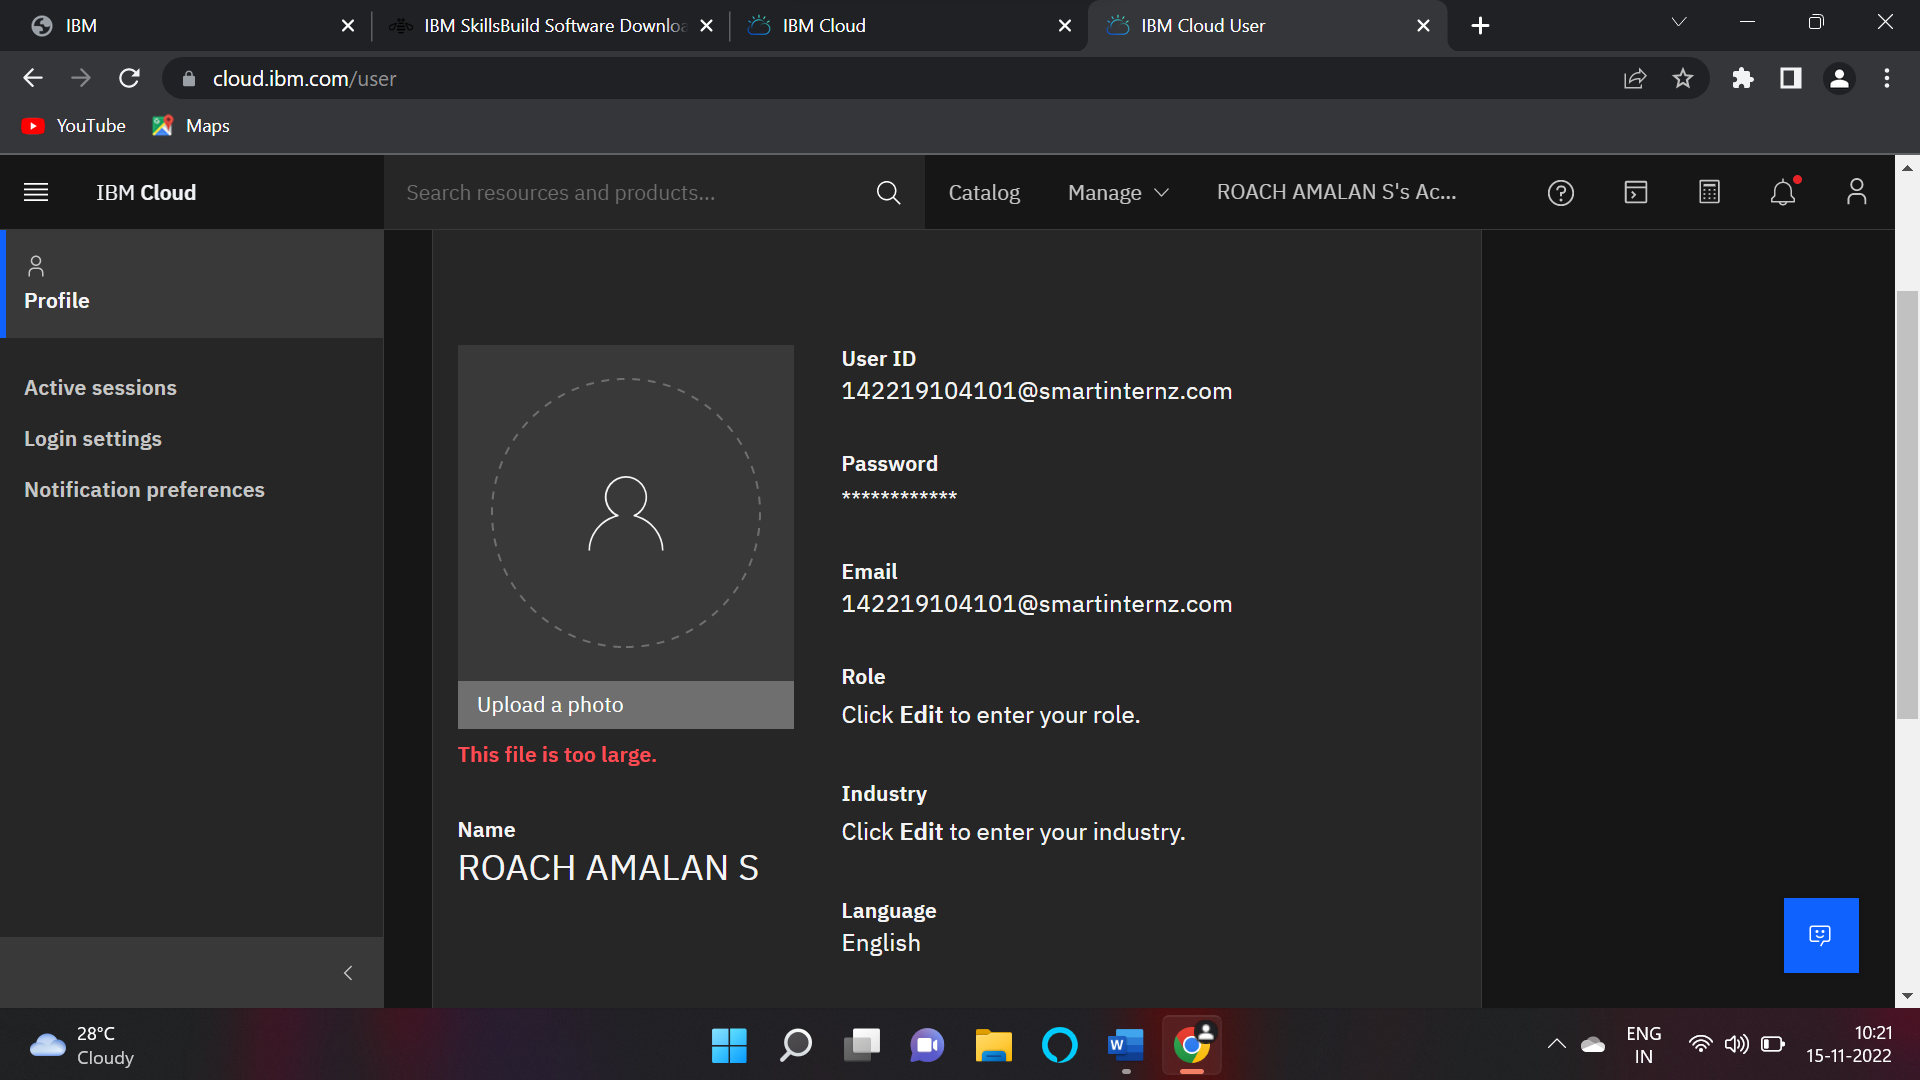 IBM
IBM SkillsBuild Software Downloa
IBM Cloud
IBM Cloud User
cloud.ibm.com/user
YouTube
Maps
IBM Cloud
Search resources and products...
Catalog
Manage
ROACH AMALAN S's Ac...
Profile
Active sessions
Login settings
Notification preferences
Upload a photo
This file is too large.
Name
ROACH AMALAN S
User ID
142219104101@smartinternz.com
Password
************
Email
142219104101@smartinternz.com
Role
Click Edit to enter your role.
Industry
Click Edit to enter your industry.
Language
English
28°C
Cloudy
W
ENG
IN
10:21
15-11-2022